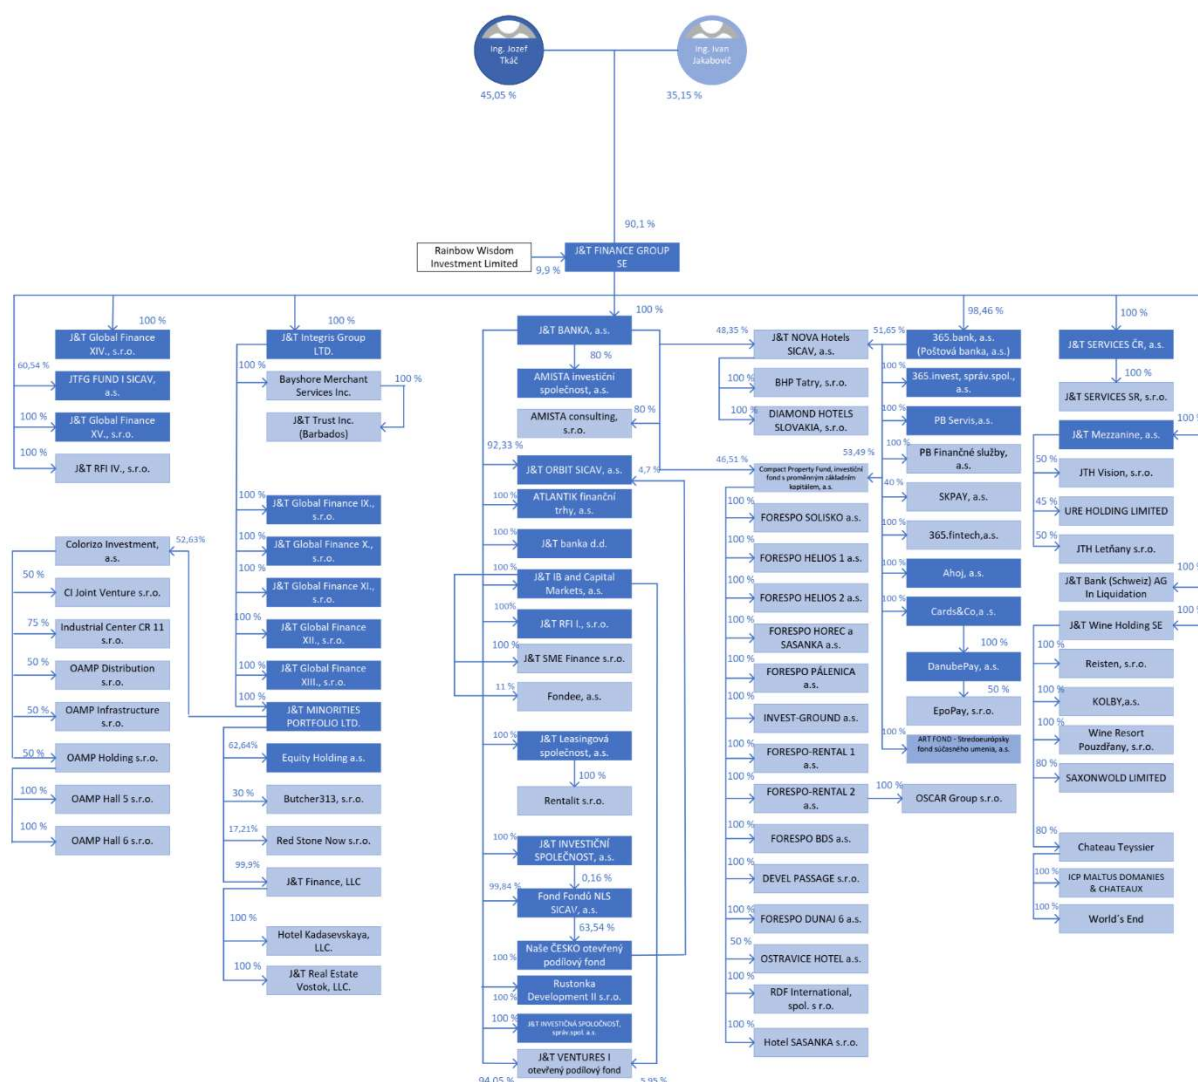 Ing. Jozef
Tkáč
Ing. Ivan
Jakabovič
45,05 %
35,15 %
90,1 %
Rainbow Wisdom
Investment Limited
9,9 %
J&T FINANCE GROUP
SE
100 %
J&T Global Finance
XIV., s.r.o.
60,54 %
JTFG FUND I SICAV,
a.s.
100 %
J&T Global Finance
XV., s.r.o.
100 %
J&T RFI IV., s.r.o.
52,63%
Colorizo Investment,
a.s.
50 %
CI Joint Venture s.r.o.
75 %
Industrial Center CR 11
s.r.o.
50 %
OAMP Distribution
s.r.o.
50 %
OAMP Infrastructure
s.r.o.
50 %
OAMP Holding s.r.o.
100 %
OAMP Hall 5 s.r.o.
100 %
OAMP Hall 6 s.r.o.
100 %
J&T Integris Group
LTD.
100 %
Bayshore Merchant
Services Inc.
100 %
J&T Trust Inc.
(Barbados)
100 %
J&T Global Finance IX.,
s.r.o.
100 %
J&T Global Finance X.,
s.r.o.
100 %
J&T Global Finance XI.,
s.r.o.
100 %
J&T Global Finance
XII., s.r.o.
100 %
J&T Global Finance
XIII., s.r.o.
100 %
J&T MINORITIES
PORTFOLIO LTD.
62,64%
Equity Holding a.s.
30 %
Butcher313, s.r.o.
17,21%
Red Stone Now s.r.o.
99,9%
J&T Finance, LLC
100 %
Hotel Kadasevskaya,
LLC.
100 %
J&T Real Estate
Vostok, LLC.
100 %
J&T BANKA, a.s.
80 %
AMISTA investiční
společnost, a.s.
80 %
AMISTA consulting,
s.r.o.
92,33 %
J&T ORBIT SICAV, a.s.
4,7 %
100 %
ATLANTIK finanční
trhy, a.s.
100 %
J&T banka d.d.
100 %
J&T IB and Capital
Markets, a.s.
100%
J&T RFI I., s.r.o.
100 %
J&T SME Finance s.r.o.
11 %
Fondee, a.s.
100 %
J&T Leasingová
společnost, a.s.
100 %
Rentalit s.r.o.
100 %
J&T INVESTIČNÍ
SPOLEČNOST, a.s.
0,16 %
99,84 %
Fond Fondů NLS
SICAV, a.s.
63,54 %
Naše ČESKO otevřený
podílový fond
100 %
Rustonka
Development II s.r.o.
100 %
100 %
J&T INVESTIČNÁ SPOLOČNOSŤ,
správ.spol. a.s.
J&T VENTURES I
otevřený podílový fond
94,05 %
5,95 %
48,35 %
J&T NOVA Hotels
SICAV, a.s.
51,65 %
100 %
BHP Tatry, s.r.o.
100 %
DIAMOND HOTELS
SLOVAKIA, s.r.o.
46,51 %
53,49 %
Compact Property Fund, investiční
fond s proměnným základním
kapitálem, a.s.
100 %
FORESPO SOLISKO a.s.
100 %
FORESPO HELIOS 1 a.s.
100 %
FORESPO HELIOS 2 a.s.
100 %
FORESPO HOREC a
SASANKA a.s.
100 %
FORESPO PÁLENICA
a.s.
100 %
INVEST-GROUND a.s.
100 %
FORESPO-RENTAL 1
a.s.
100 %
FORESPO-RENTAL 2
a.s.
100 %
OSCAR Group s.r.o.
100 %
FORESPO BDS a.s.
100 %
DEVEL PASSAGE s.r.o.
100 %
FORESPO DUNAJ 6 a.s.
50 %
OSTRAVICE HOTEL a.s.
100 %
RDF International,
spol. s r.o.
100 %
Hotel SASANKA s.r.o.
98,46 %
365.bank, a.s.
(Poštová banka, a.s.)
100 %
365.invest, správ.spol.,
a.s.
100 %
PB Servis,a.s.
100 %
PB Finančné služby,
a.s.
40 %
SKPAY, a.s.
100 %
365.fintech,a.s.
100 %
Ahoj, a.s.
100 %
Cards&Co,a .s.
100 %
DanubePay, a.s.
50 %
EpoPay, s.r.o.
100 %
ART FOND - Stredoeurópsky
fond súčasného umenia, a.s.
100 %
J&T SERVICES ČR, a.s.
100 %
J&T SERVICES SR, s.r.o.
100 %
J&T Mezzanine, a.s.
50 %
JTH Vision, s.r.o.
45 %
URE HOLDING LIMITED
50 %
JTH Letňany s.r.o.
100 %
J&T Bank (Schweiz) AG
In Liquidation
100 %
J&T Wine Holding SE
Reisten, s.r.o.
100 %
KOLBY,a.s.
100 %
Wine Resort
Pouzdřany, s.r.o.
80 %
SAXONWOLD LIMITED
80 %
Chateau Teyssier
100 %
ICP MALTUS DOMANIES
& CHATEAUX
100 %
World´s End